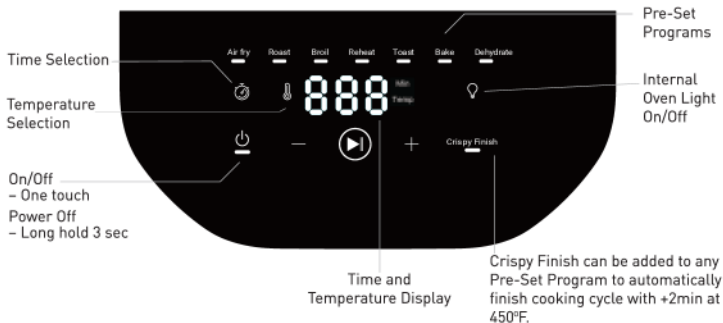 Pre-Set
Programs
Air fry Roast Broil Reheat Toast Bake Dehydrate
Time Selection
Min
Temp
Internal
Oven Light
On/Off
Temperature
Selection
888
Crispy Finish
On/Off
– One touch
Power Off
– Long hold 3 sec
Time and
Temperature Display
Crispy Finish can be added to any
Pre-Set Program to automatically
finish cooking cycle with +2min at
450ºF.